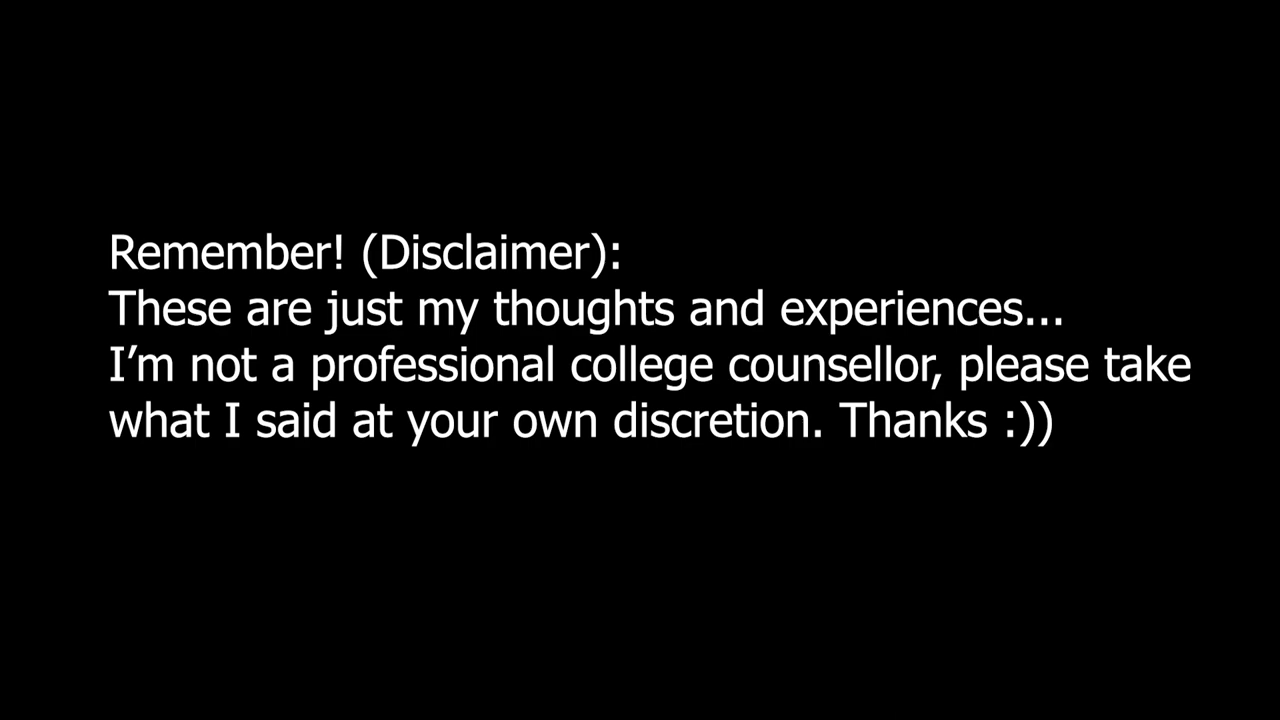 Remember! (Disclaimer):
These are just my thoughts and experiences...
I’m not a professional college counsellor, please take
what I said at your own discretion. Thanks :))